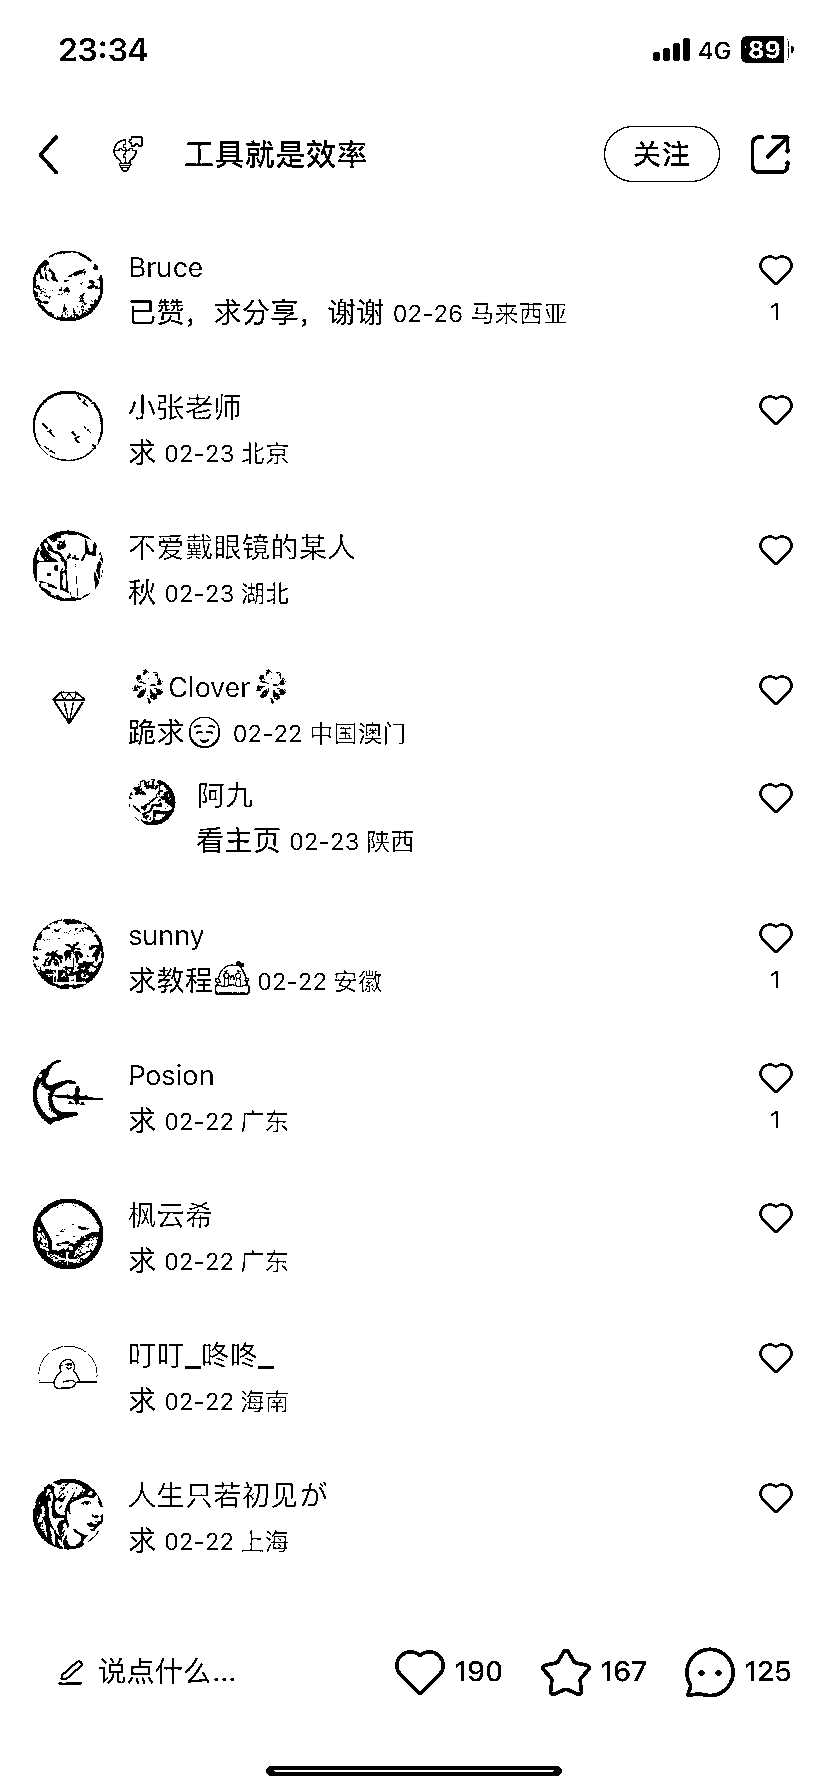 23:34 4G 89
工具就是效率 关注
Bruce
已赞，求分享，谢谢 02-26 马来西亚
1
小张老师
求 02-23 北京
不爱戴眼镜的某人
秋 02-23 湖北
🍀Clover🍀
跪求😌 02-22 中国澳门
阿九
看主页 02-23 陕西
sunny
求教程 02-22 安徽
1
Posion
求 02-22 广东
1
枫云希
求 02-22 广东
叮叮_咚咚_
求 02-22 海南
人生只若初见が
求 02-22 上海
说点什么... 190 167 125